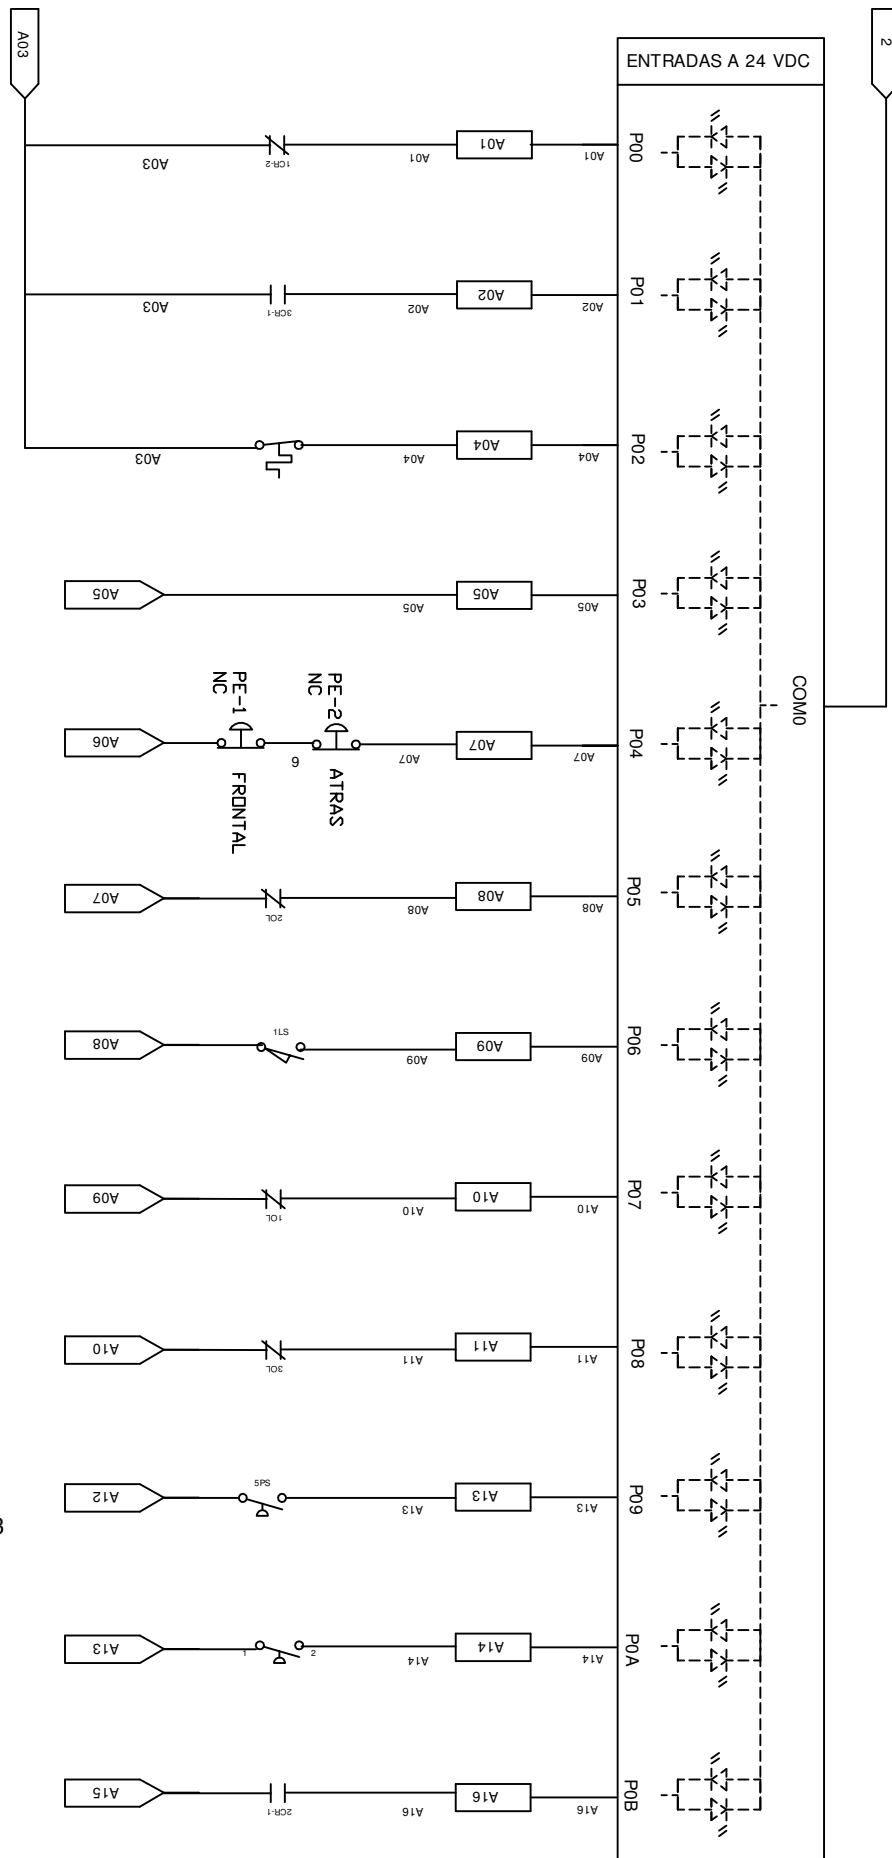 A03
2
ENTRADAS A 24 VDC
A03
1CR-2
A01
A01
A01
P00
A03
3CR-1
A02
A02
A02
P01
A03
A04
A04
A04
P02
A05
A05
A05
A05
P03
COM0
A06
PE-1
NC
FRONTAL
6
PE-2
NC
ATRAS
A07
A07
A07
P04
A07
2OL
A08
A08
A08
P05
A08
1LS
A09
A09
A09
P06
A09
1OL
A10
A10
A10
P07
A10
3OL
A11
A11
A11
P08
A12
5PS
A13
A13
A13
P09
A13
1
2
A14
A14
A14
P0A
A15
2CR-1
A16
A16
A16
P0B